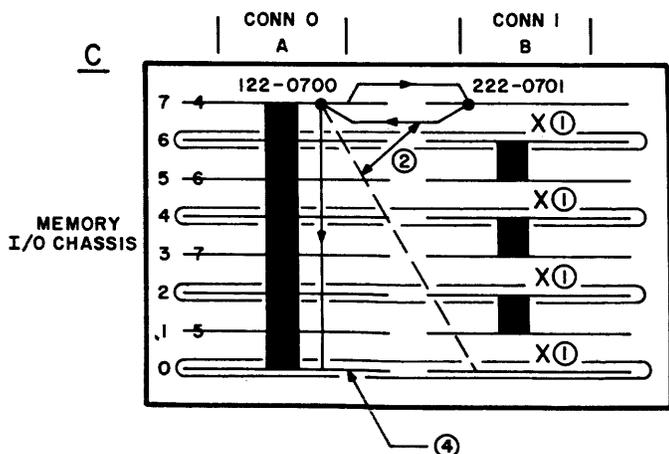 CONN 0 CONN 1
A B
C
122-0700 222-0701
7 4
X①
6
②
5 6
X①
MEMORY
I/O CHASSIS
4
3 7
X①
2
1 5
X①
0
④